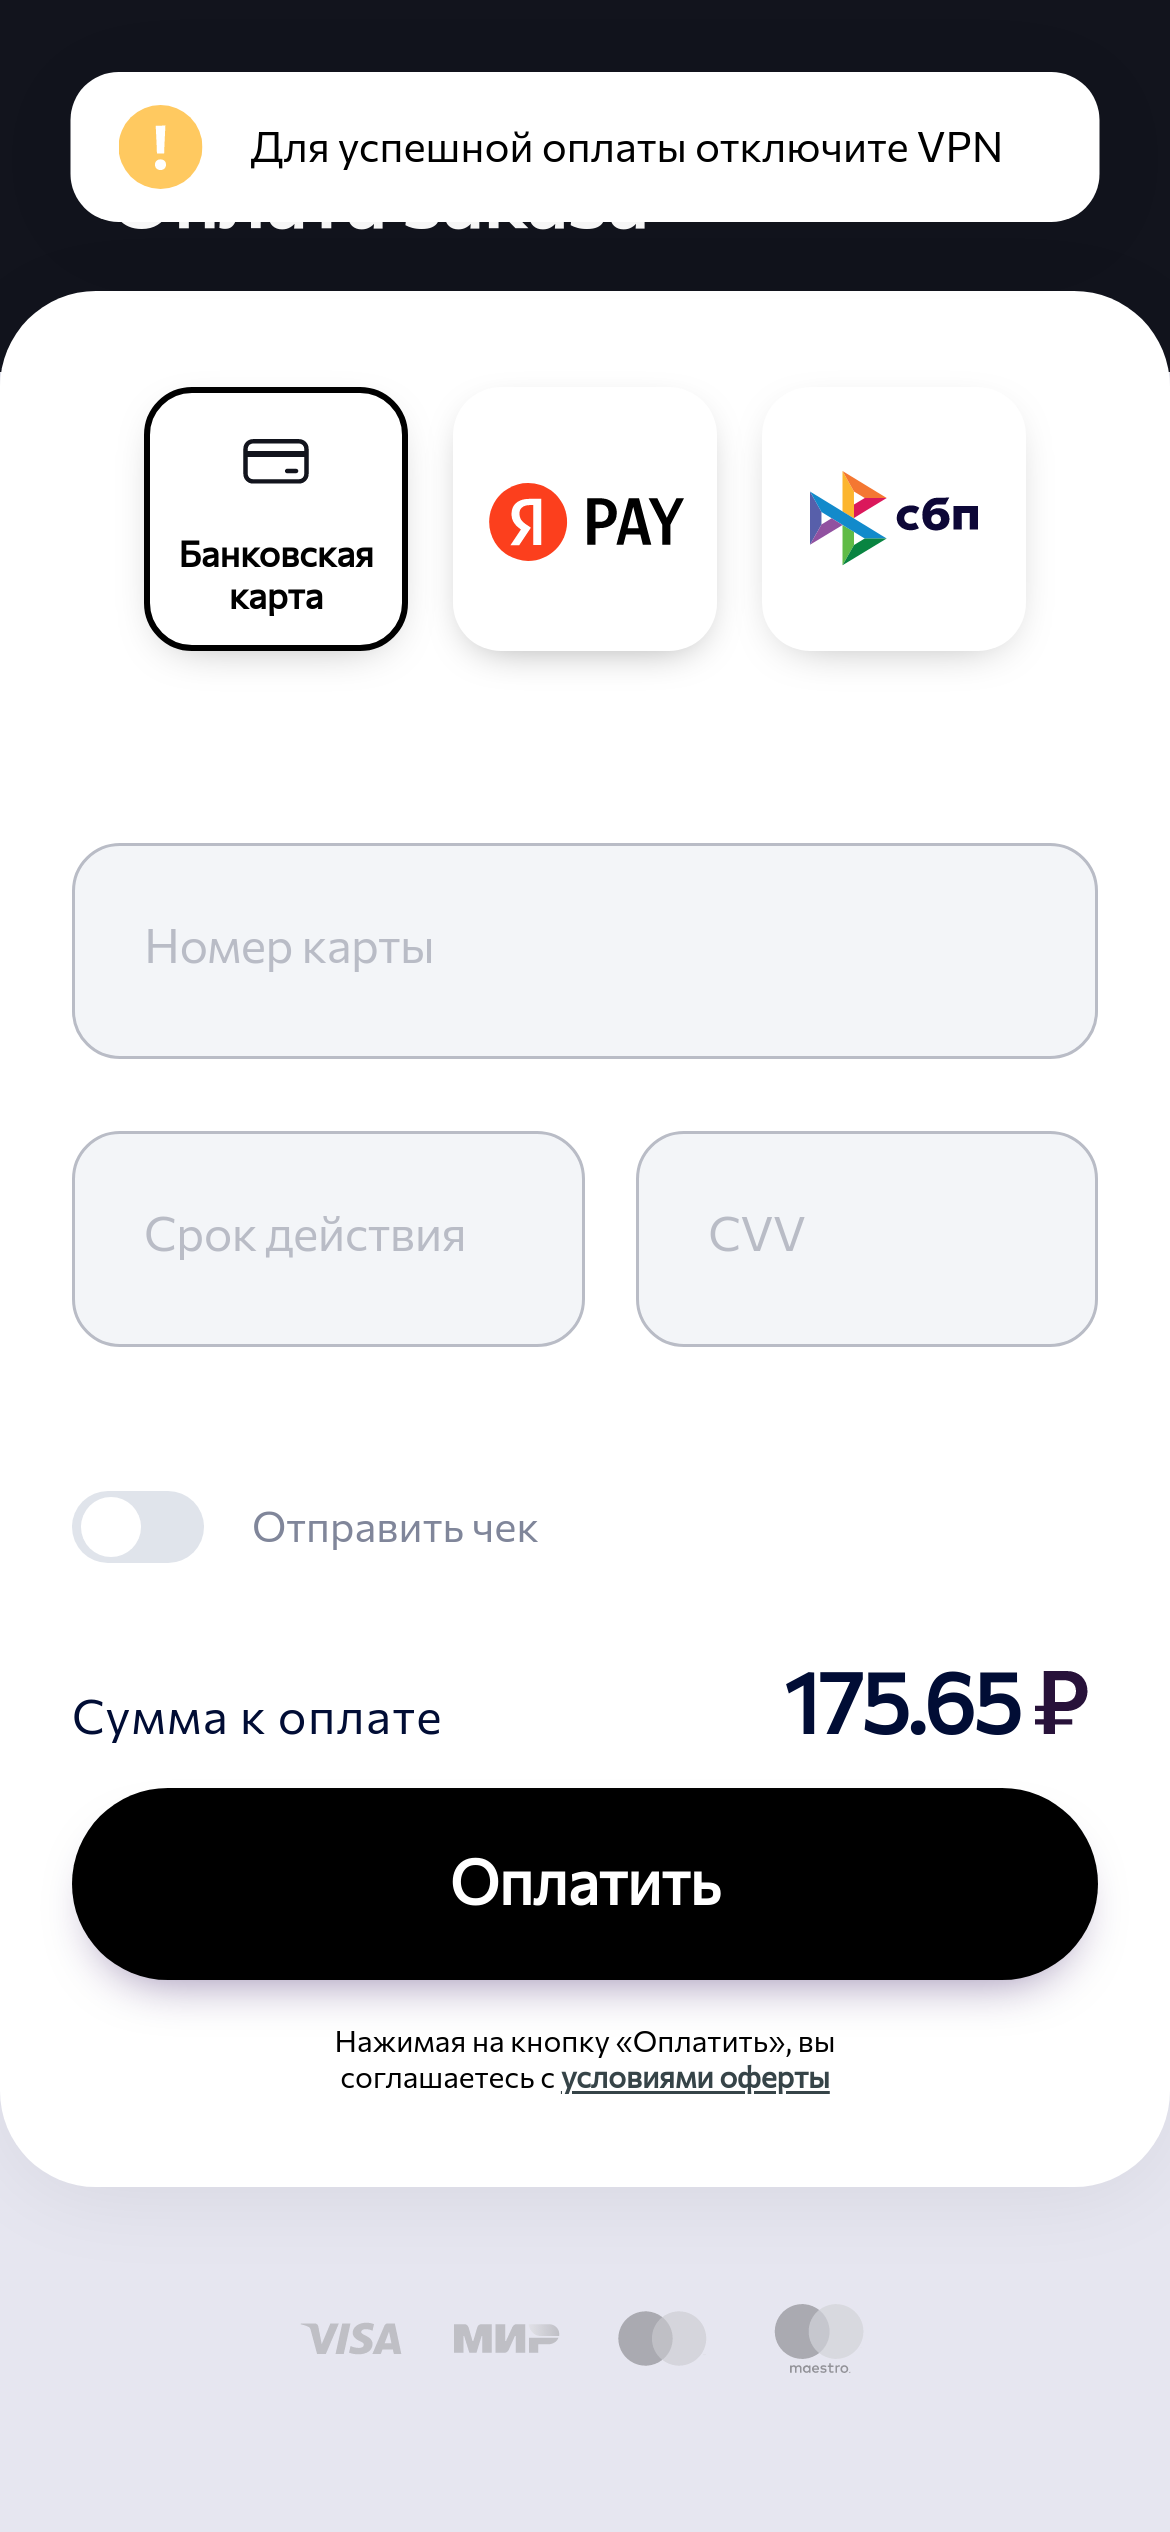 Для успешной оплаты отключите VPN
Банковская
карта
Я PAY
сбп
Номер карты
Срок действия
CVV
Отправить чек
Сумма к оплате
175.65 ₽
Оплатить
Нажимая на кнопку «Оплатить», вы
соглашаетесь с условиями оферты
VISA
МИР
maestro.